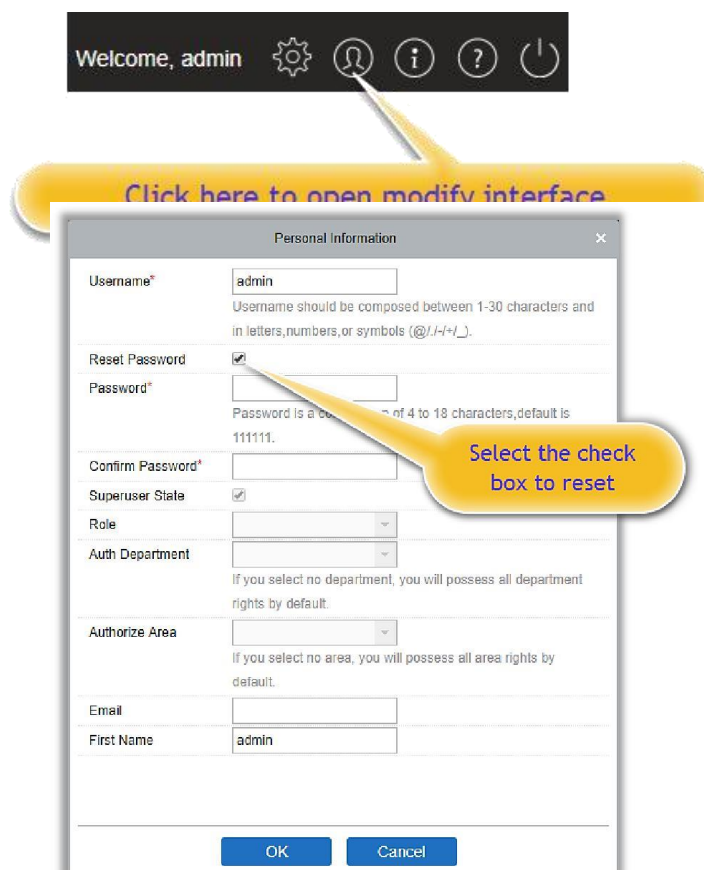 Welcome, admin
Click here to open modify interface
Personal Information
Username*
admin
Username should be composed between 1-30 characters and
in letters,numbers,or symbols (@/./-/+/_).
Reset Password
Password*
Password is a of 4 to 18 characters,default is
111111.
Select the check
box to reset
Confirm Password*
Superuser State
Role
Auth Department
If you select no department, you will possess all department
rights by default.
Authorize Area
If you select no area, you will possess all area rights by
default.
Email
First Name
admin
OK
Cancel